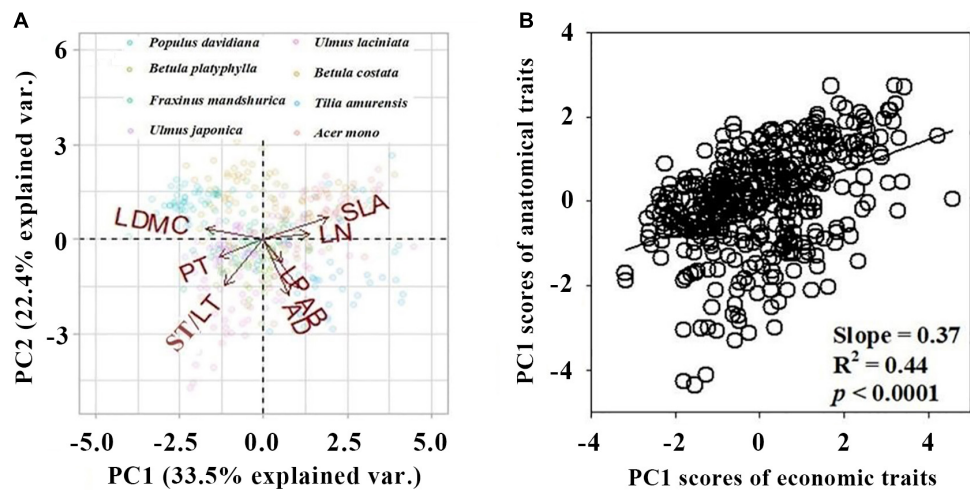 A
6
3
0
-3
PC2 (22.4% explained var.)
Populus davidiana
Ulmus laciniata
Betula platyphylla
Betula costata
Fraxinus mandshurica
Tilia amurensis
Ulmus japonica
Acer mono
LDMC
SLA
LN
PT
LP
ST/LT
AB
AD
-5.0 -2.5 0.0 2.5 5.0
PC1 (33.5% explained var.)
B
4
2
0
-2
-4
PC1 scores of anatomical traits
Slope = 0.37
R² = 0.44
p < 0.0001
-4 -2 0 2 4
PC1 scores of economic traits